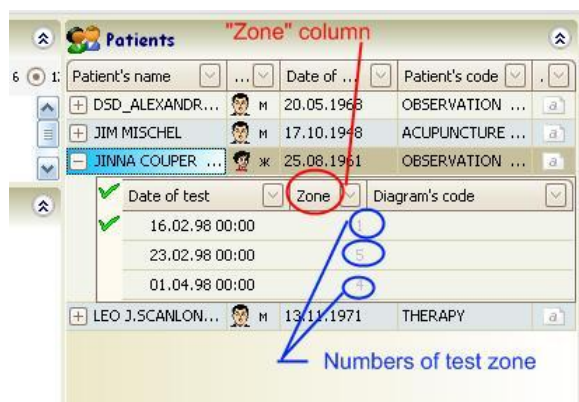 Patients
"Zone" column
6 1:
Patient's name ... Date of ... Patient's code .
DSD_ALEXANDR... м 20.05.1968 OBSERVATION ... a
JIM MISCHEL м 17.10.1948 ACUPUNCTURE ... a
JINNA COUPER ... ж 25.08.1961 OBSERVATION ... a
Date of test Zone Diagram's code
16.02.98 00:00 1
23.02.98 00:00 5
01.04.98 00:00 4
LEO J.SCANLON... м 13.11.1971 THERAPY a
Numbers of test zone